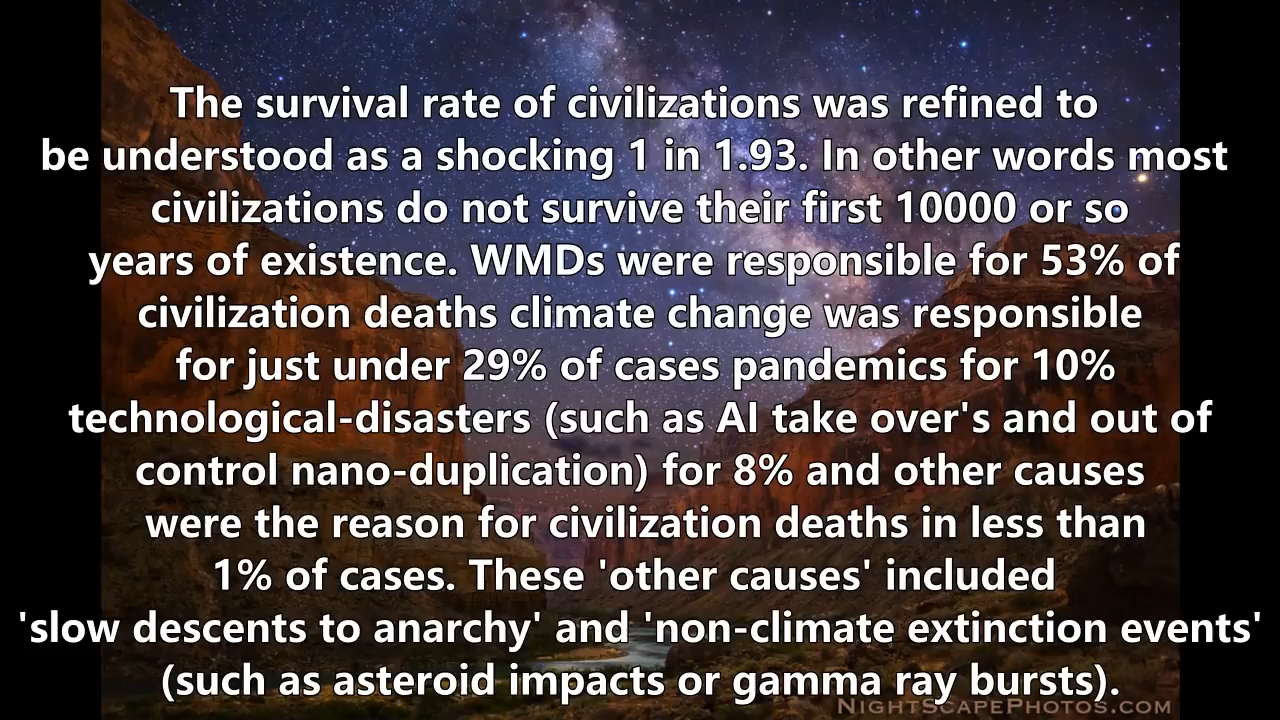 The survival rate of civilizations was refined to
be understood as a shocking 1 in 1.93. In other words most
civilizations do not survive their first 10000 or so
years of existence. WMDs were responsible for 53% of
civilization deaths climate change was responsible
for just under 29% of cases pandemics for 10%
technological-disasters (such as AI take over's and out of
control nano-duplication) for 8% and other causes
were the reason for civilization deaths in less than
1% of cases. These 'other causes' included
'slow descents to anarchy' and 'non-climate extinction events'
(such as asteroid impacts or gamma ray bursts).
NIGHTSCAPEPHOTOS.COM